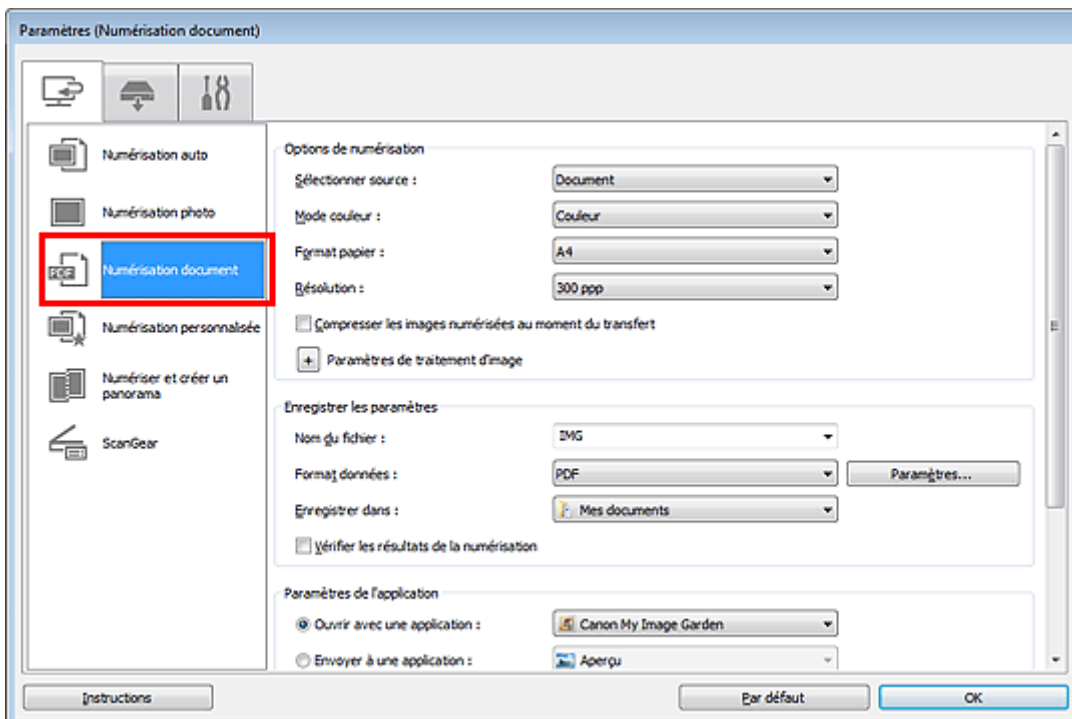 Paramètres (Numérisation document)
Numérisation auto
Numérisation photo
PDF
Numérisation document
Numérisation personnalisée
Numériser et créer un
panorama
ScanGear
Options de numérisation
Sélectionner source : Document
Mode couleur : Couleur
Format papier : A4
Résolution : 300 ppp
Compresser les images numérisées au moment du transfert
+ Paramètres de traitement d'image
Enregistrer les paramètres
Nom du fichier : IMG
Format données : PDF Paramètres...
Enregistrer dans : Mes documents
Vérifier les résultats de la numérisation
Paramètres de l'application
Ouvrir avec une application : Canon My Image Garden
Envoyer à une application : Aperçu
Instructions Par défaut OK